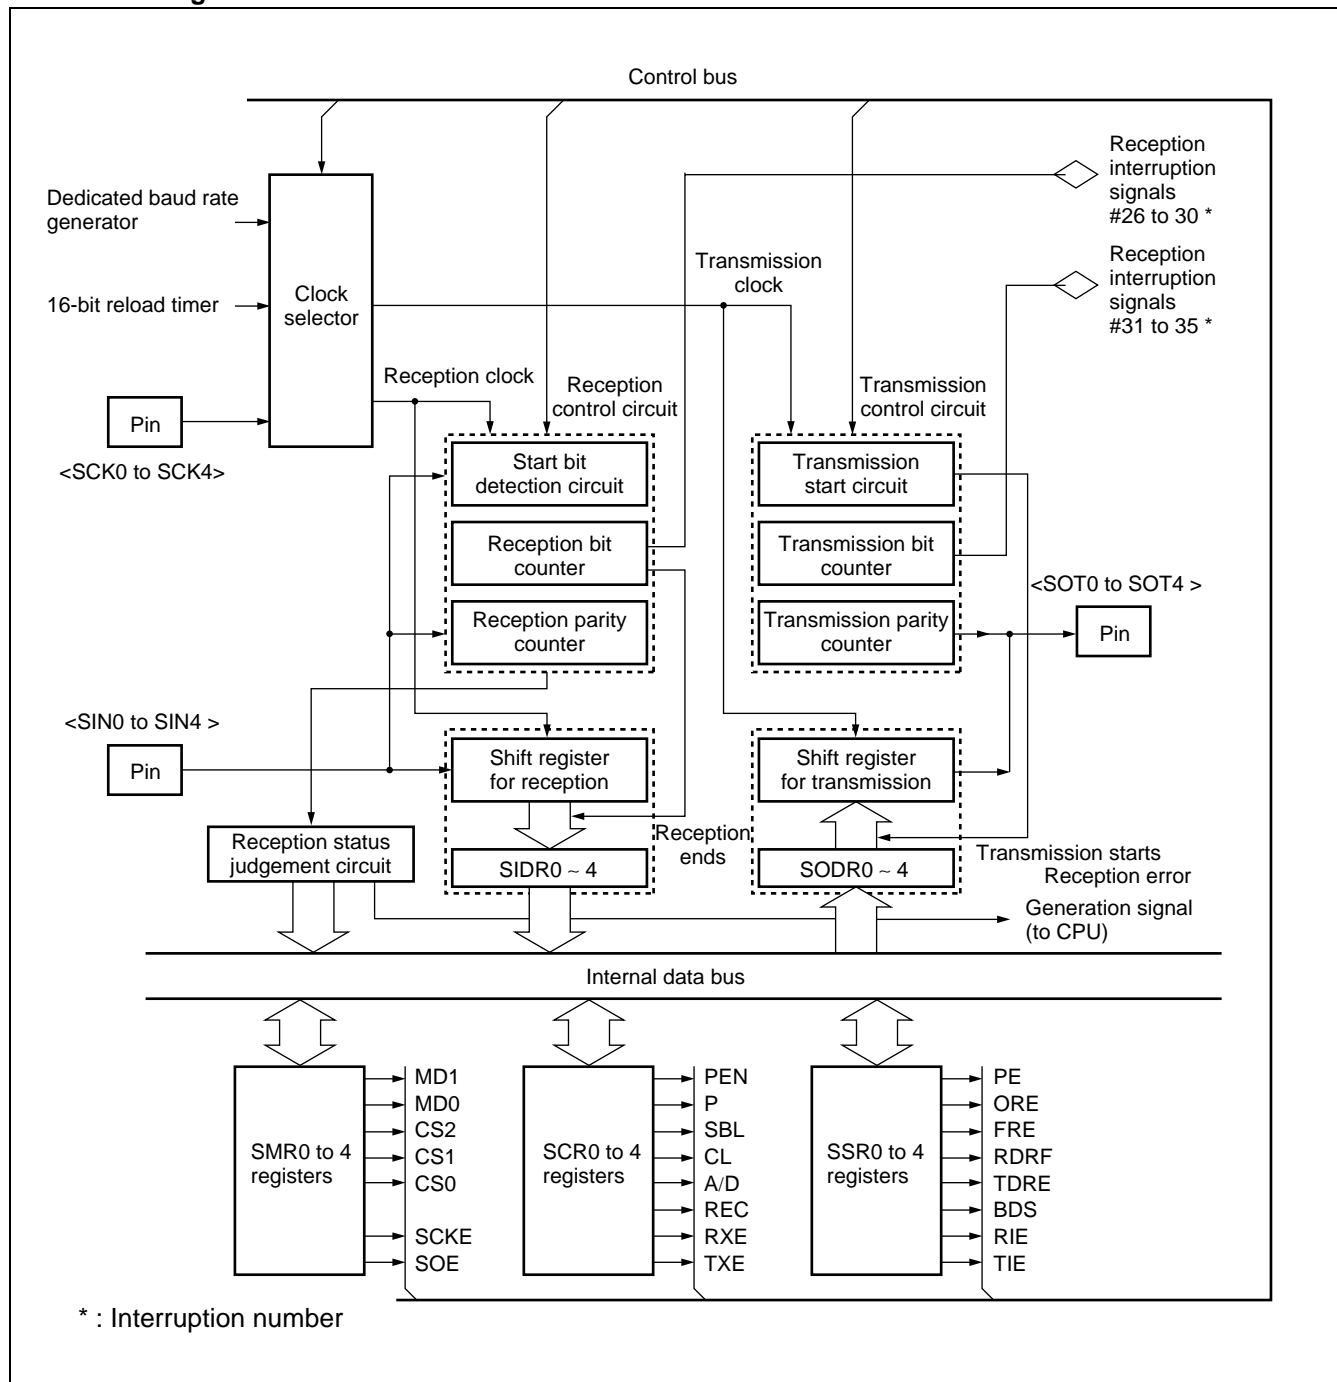 Control bus
Reception
interruption
signals
#26 to 30 *
Dedicated baud rate
generator
Reception
interruption
signals
#31 to 35 *
Transmission
clock
16-bit reload timer
Clock
selector
Reception clock
Reception
control circuit
Transmission
control circuit
Pin
<SCK0 to SCK4>
Start bit
detection circuit
Transmission
start circuit
Reception bit
counter
Transmission bit
counter
<SOT0 to SOT4 >
Reception parity
counter
Transmission parity
counter
Pin
<SIN0 to SIN4 >
Pin
Shift register
for reception
Shift register
for transmission
Reception status
judgement circuit
Reception
ends
SIDR0 ~ 4
SODR0 ~ 4
Transmission starts
Reception error
Generation signal
(to CPU)
Internal data bus
SMR0 to 4
registers
MD1
MD0
CS2
CS1
CS0
SCKE
SOE
SCR0 to 4
registers
PEN
P
SBL
CL
A/D
REC
RXE
TXE
SSR0 to 4
registers
PE
ORE
FRE
RDRF
TDRE
BDS
RIE
TIE
* : Interruption number